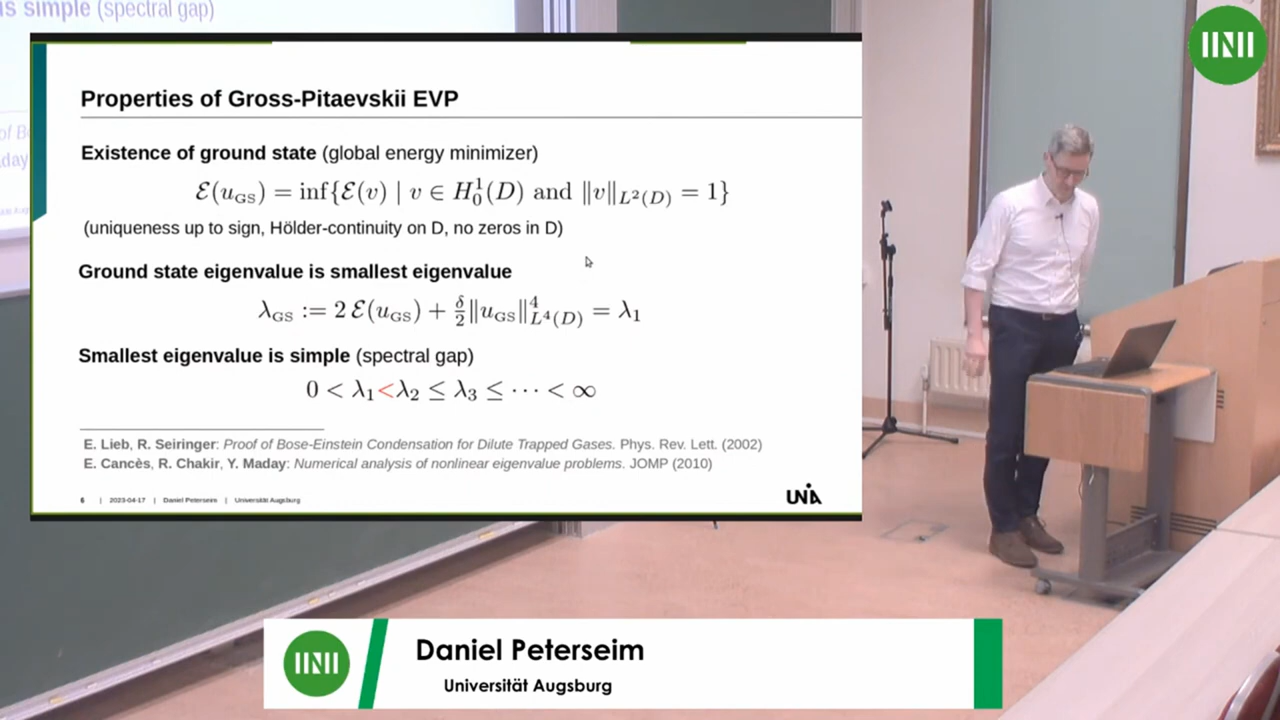 is simple (spectral gap)
Properties of Gross-Pitaevskii EVP
Existence of ground state (global energy minimizer)
ℰ(u_GS) = inf{ℰ(v) | v ∈ H₀¹(D) and ‖v‖_{L²(D)} = 1}
(uniqueness up to sign, Hölder-continuity on D, no zeros in D)
Ground state eigenvalue is smallest eigenvalue
λ_GS := 2 ℰ(u_GS) + δ/2 ‖u_GS‖⁴_{L⁴(D)} = λ₁
Smallest eigenvalue is simple (spectral gap)
0 < λ₁ < λ₂ ≤ λ₃ ≤ ⋯ < ∞
E. Lieb, R. Seiringer: Proof of Bose-Einstein Condensation for Dilute Trapped Gases. Phys. Rev. Lett. (2002)
E. Cancès, R. Chakir, Y. Maday: Numerical analysis of nonlinear eigenvalue problems. JOMP (2010)
6 | 2023-04-17 | Daniel Peterseim | Universität Augsburg
UNIA
Daniel Peterseim
Universität Augsburg